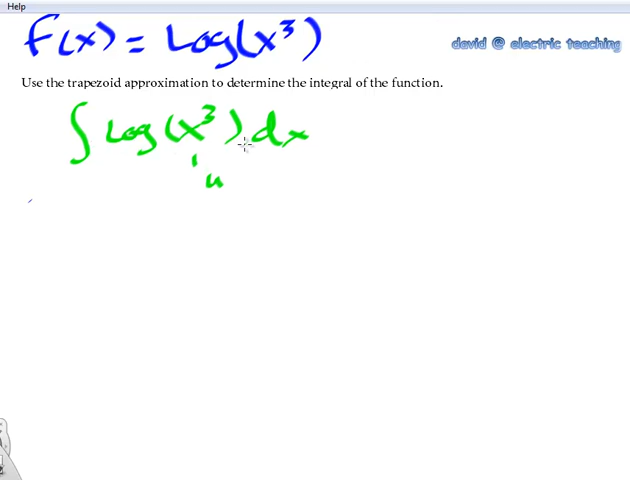 Help
f(x) = Log(x³)
david @ electric teaching
Use the trapezoid approximation to determine the integral of the function.
∫ Log(x³) dx
u